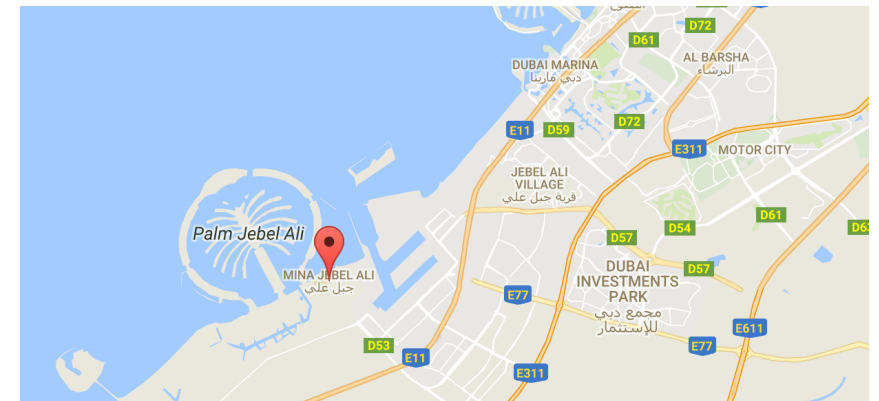 D72
D61
AL BARSHA
البرشاء
DUBAI MARINA
دبي مارينا
E11
D59
D72
E311
MOTOR CITY
JEBEL ALI
VILLAGE
قرية جبل علي
D61
D54
D57
Palm Jebel Ali
MINA JEBEL ALI
جبل علي
DUBAI
INVESTMENTS
PARK
مجمع دبي
للإستثمار
D57
E77
E611
D53
E11
E77
E311